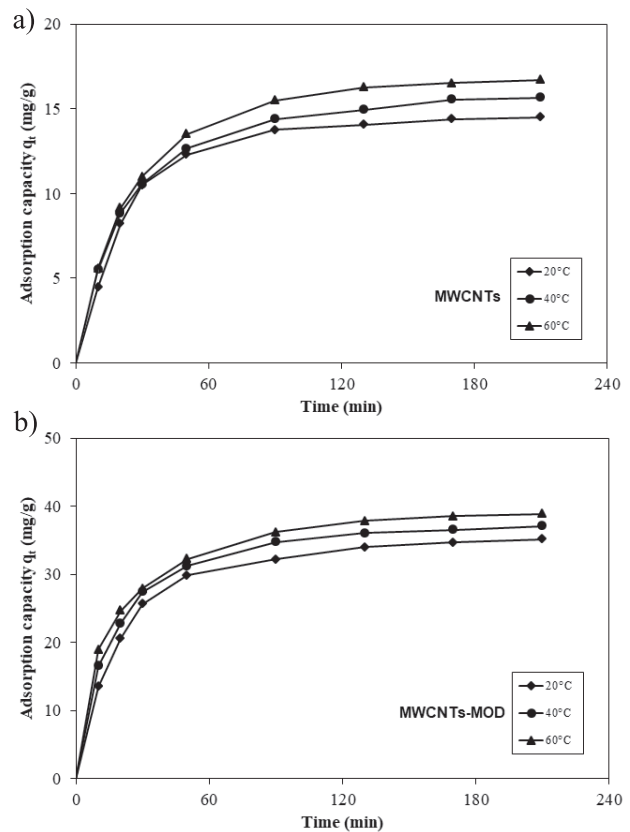 a)
20
15
10
5
0
Adsorption capacity qt (mg/g)
MWCNTs
20°C
40°C
60°C
0 60 120 180 240
Time (min)
b)
50
40
30
20
10
0
Adsorption capacity qt (mg/g)
MWCNTs-MOD
20°C
40°C
60°C
0 60 120 180 240
Time (min)